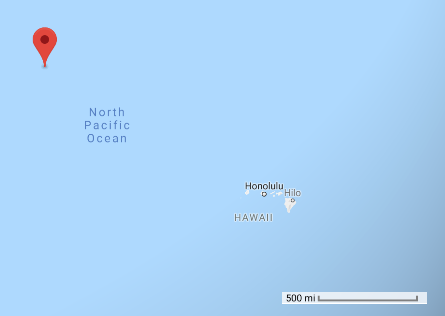 North
Pacific
Ocean
Honolulu
Hilo
HAWAII
500 mi